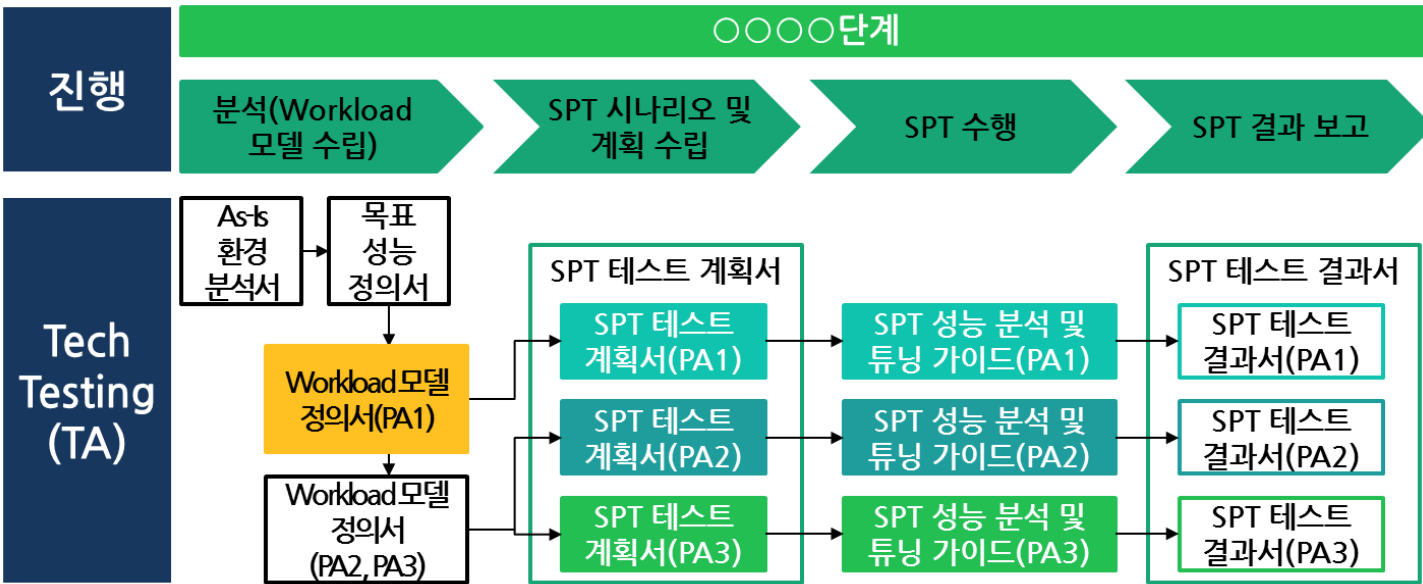 ○○○○단계
진행
분석(Workload
모델 수립)
SPT 시나리오 및
계획 수립
SPT 수행
SPT 결과 보고
Tech
Testing
(TA)
As-Is
환경
분석서
목표
성능
정의서
Workload 모델
정의서(PA1)
Workload 모델
정의서
(PA2, PA3)
SPT 테스트 계획서
SPT 테스트
계획서(PA1)
SPT 테스트
계획서(PA2)
SPT 테스트
계획서(PA3)
SPT 성능 분석 및
튜닝 가이드(PA1)
SPT 성능 분석 및
튜닝 가이드(PA2)
SPT 성능 분석 및
튜닝 가이드(PA3)
SPT 테스트 결과서
SPT 테스트
결과서(PA1)
SPT 테스트
결과서(PA2)
SPT 테스트
결과서(PA3)